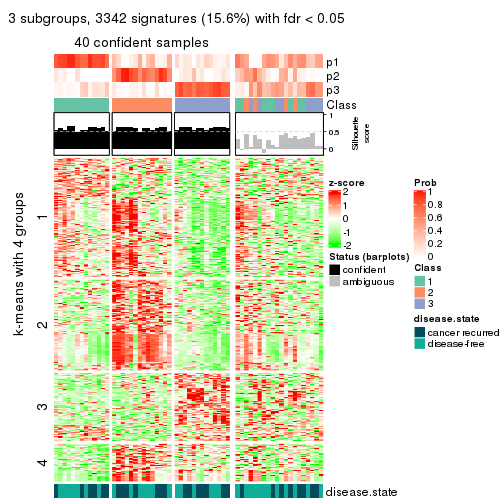 3 subgroups, 3342 signatures (15.6%) with fdr < 0.05
40 confident samples
p1
p2
p3
Class
1
0.5
0
Silhouette
score
k-means with 4 groups
1
2
3
4
z-score
2
1
0
-1
-2
Status (barplots)
confident
ambiguous
Prob
1
0.8
0.6
0.4
0.2
0
Class
1
2
3
disease.state
cancer recurred
disease-free
disease.state